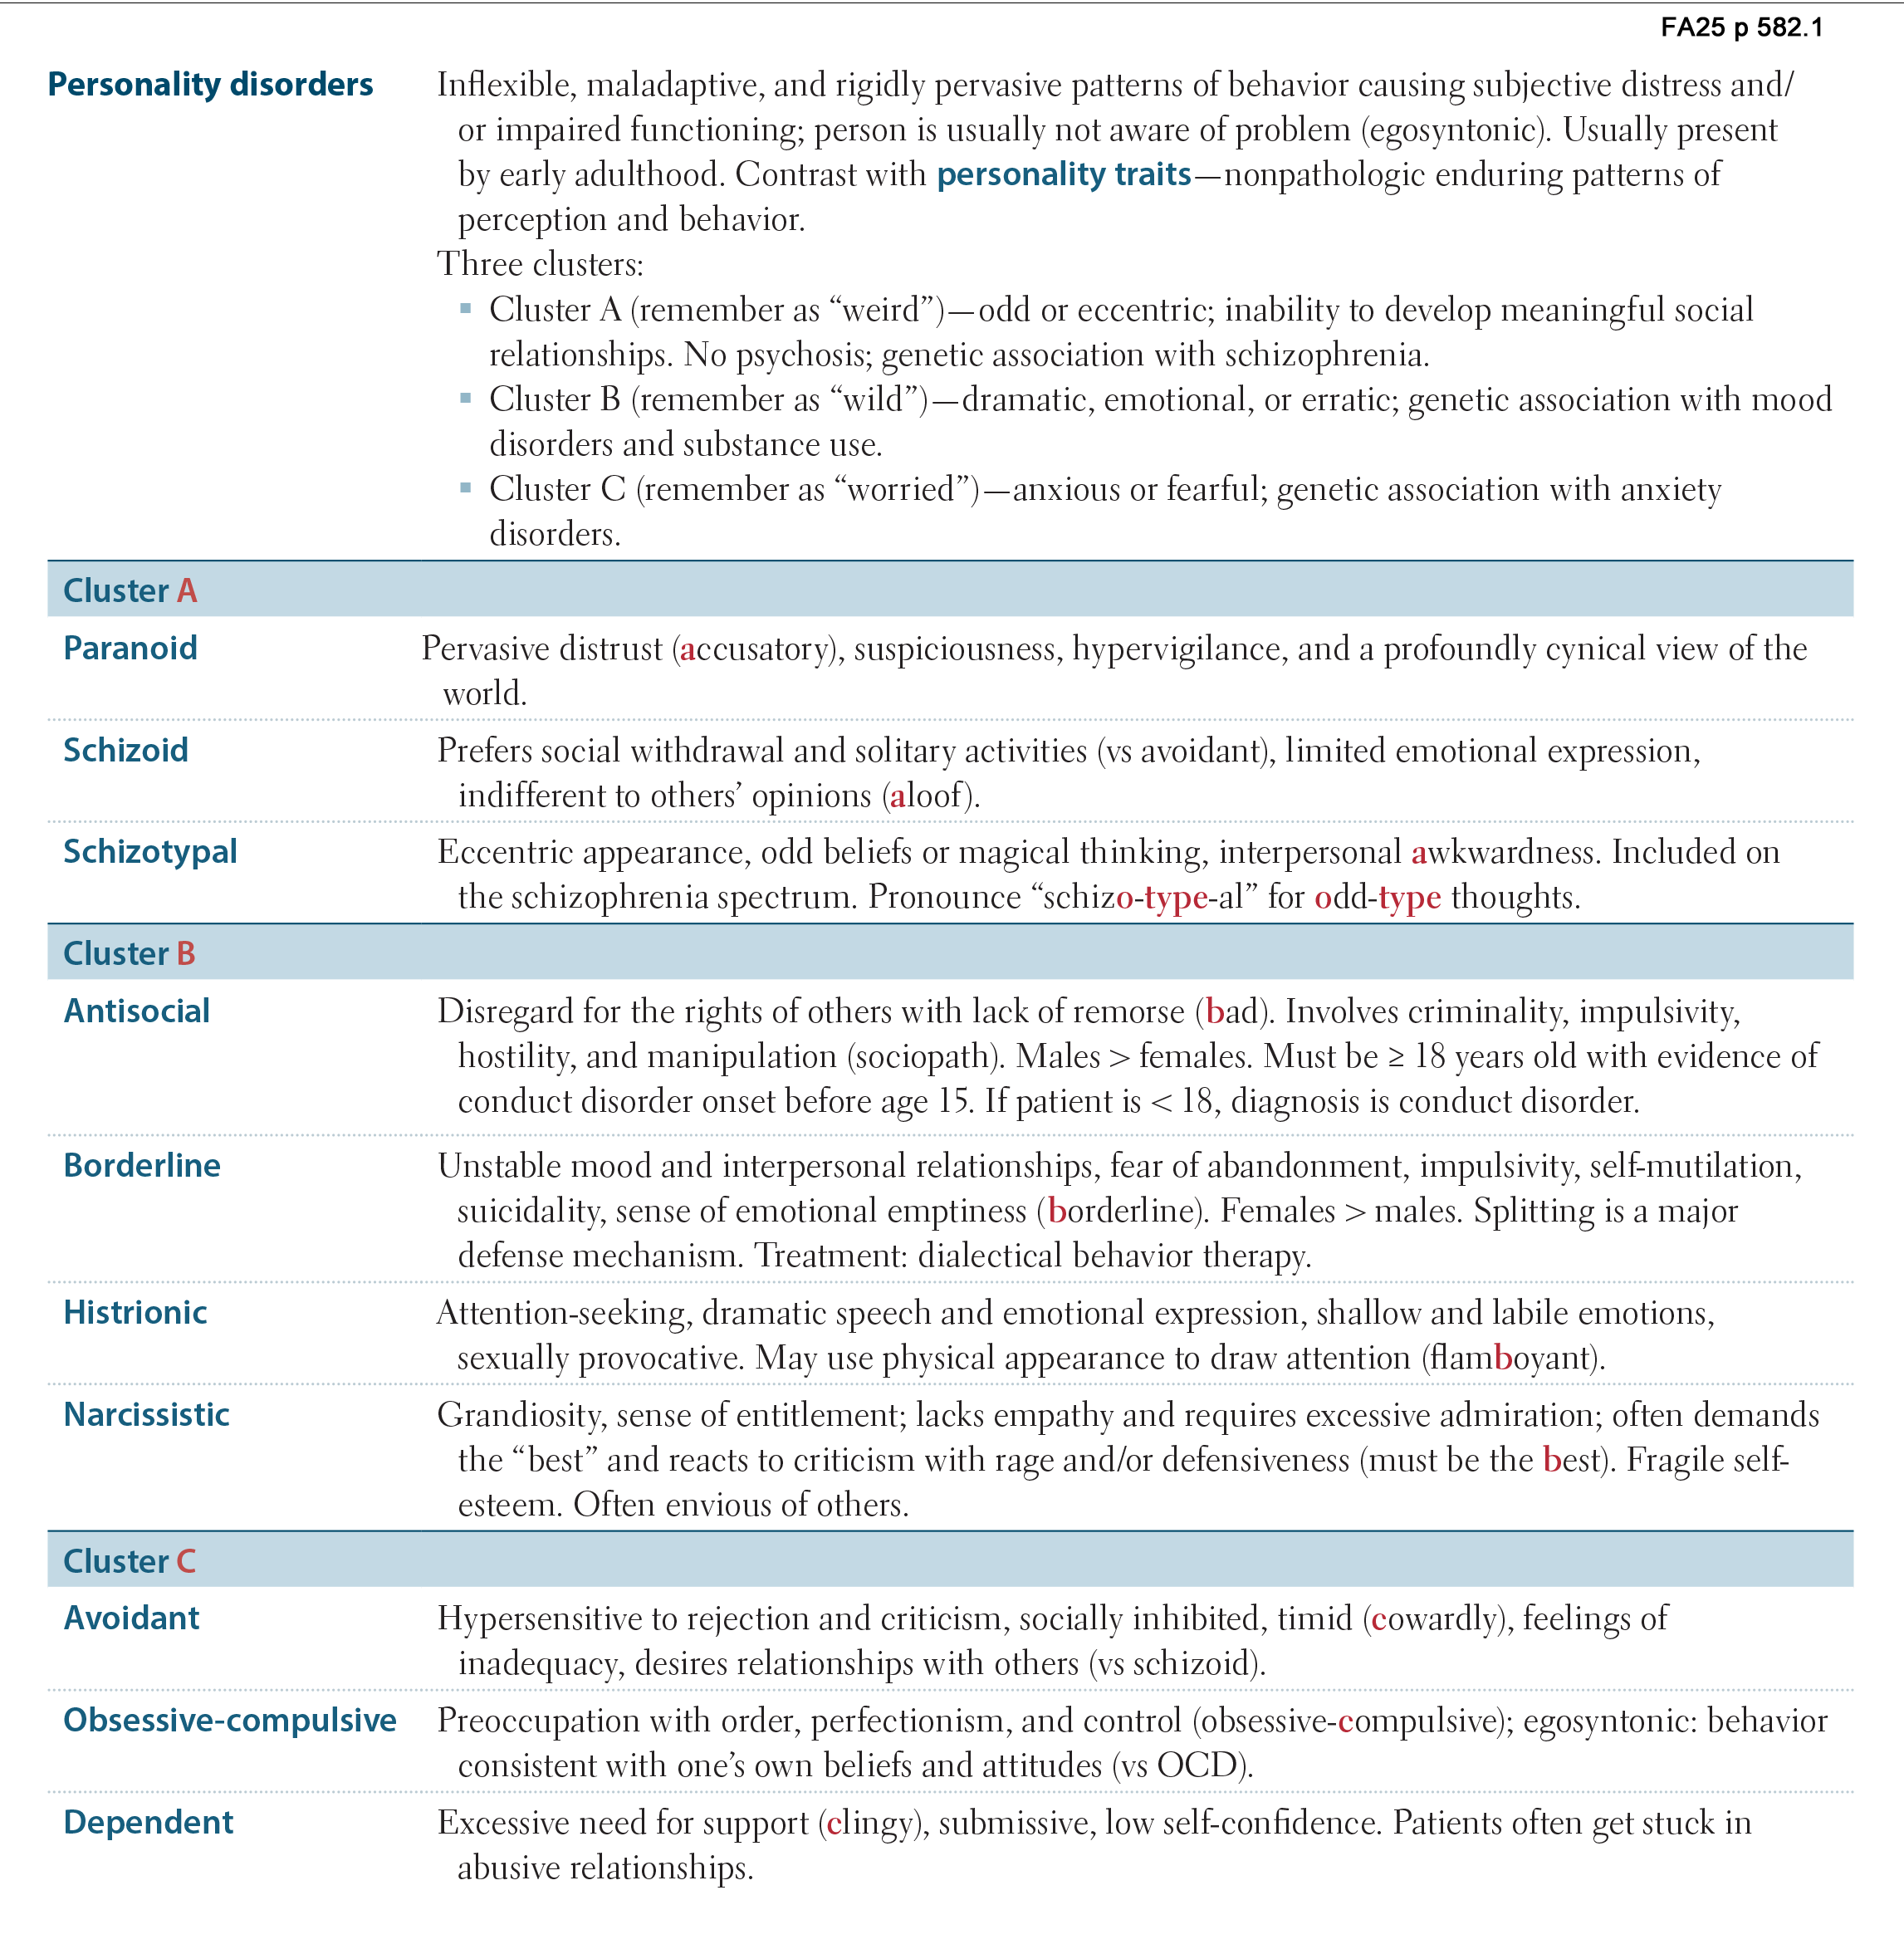 FA25 p 582.1
Personality disorders
Inflexible, maladaptive, and rigidly pervasive patterns of behavior causing subjective distress and/
or impaired functioning; person is usually not aware of problem (egosyntonic). Usually present
by early adulthood. Contrast with personality traits—nonpathologic enduring patterns of
perception and behavior.
Three clusters:
▪ Cluster A (remember as “weird”)—odd or eccentric; inability to develop meaningful social
relationships. No psychosis; genetic association with schizophrenia.
▪ Cluster B (remember as “wild”)—dramatic, emotional, or erratic; genetic association with mood
disorders and substance use.
▪ Cluster C (remember as “worried”)—anxious or fearful; genetic association with anxiety
disorders.
Cluster A
Paranoid
Pervasive distrust (accusatory), suspiciousness, hypervigilance, and a profoundly cynical view of the
world.
Schizoid
Prefers social withdrawal and solitary activities (vs avoidant), limited emotional expression,
indifferent to others’ opinions (aloof).
Schizotypal
Eccentric appearance, odd beliefs or magical thinking, interpersonal awkwardness. Included on
the schizophrenia spectrum. Pronounce “schizo-type-al” for odd-type thoughts.
Cluster B
Antisocial
Disregard for the rights of others with lack of remorse (bad). Involves criminality, impulsivity,
hostility, and manipulation (sociopath). Males > females. Must be ≥ 18 years old with evidence of
conduct disorder onset before age 15. If patient is < 18, diagnosis is conduct disorder.
Borderline
Unstable mood and interpersonal relationships, fear of abandonment, impulsivity, self-mutilation,
suicidality, sense of emotional emptiness (borderline). Females > males. Splitting is a major
defense mechanism. Treatment: dialectical behavior therapy.
Histrionic
Attention-seeking, dramatic speech and emotional expression, shallow and labile emotions,
sexually provocative. May use physical appearance to draw attention (flamboyant).
Narcissistic
Grandiosity, sense of entitlement; lacks empathy and requires excessive admiration; often demands
the “best” and reacts to criticism with rage and/or defensiveness (must be the best). Fragile self-
esteem. Often envious of others.
Cluster C
Avoidant
Hypersensitive to rejection and criticism, socially inhibited, timid (cowardly), feelings of
inadequacy, desires relationships with others (vs schizoid).
Obsessive-compulsive
Preoccupation with order, perfectionism, and control (obsessive-compulsive); egosyntonic: behavior
consistent with one’s own beliefs and attitudes (vs OCD).
Dependent
Excessive need for support (clingy), submissive, low self-confidence. Patients often get stuck in
abusive relationships.